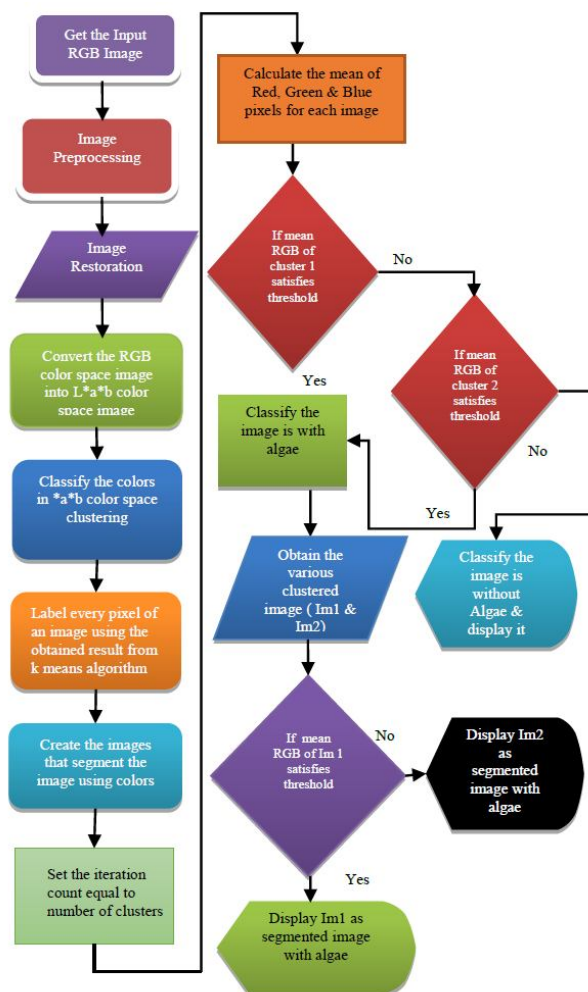 Get the Input
RGB Image
Image
Preprocessing
Image
Restoration
Convert the RGB
color space image
into L*a*b color
space image
Classify the colors
in *a*b color space
clustering
Label every pixel of
an image using the
obtained result from
k means algorithm
Create the images
that segment the
image using colors
Set the iteration
count equal to
number of clusters
Calculate the mean of
Red, Green & Blue
pixels for each image
If mean
RGB of
cluster 1
satisfies
threshold
No
Yes
If mean
RGB of
cluster 2
satisfies
threshold
No
Yes
Classify the
image is with
algae
Classify the
image is
without
Algae &
display it
Obtain the
various clustered
image ( Im1 &
Im2)
If mean
RGB of Im 1
satisfies
threshold
No
Yes
Display Im2 as
segmented
image with
algae
Display Im1 as
segmented image
with algae